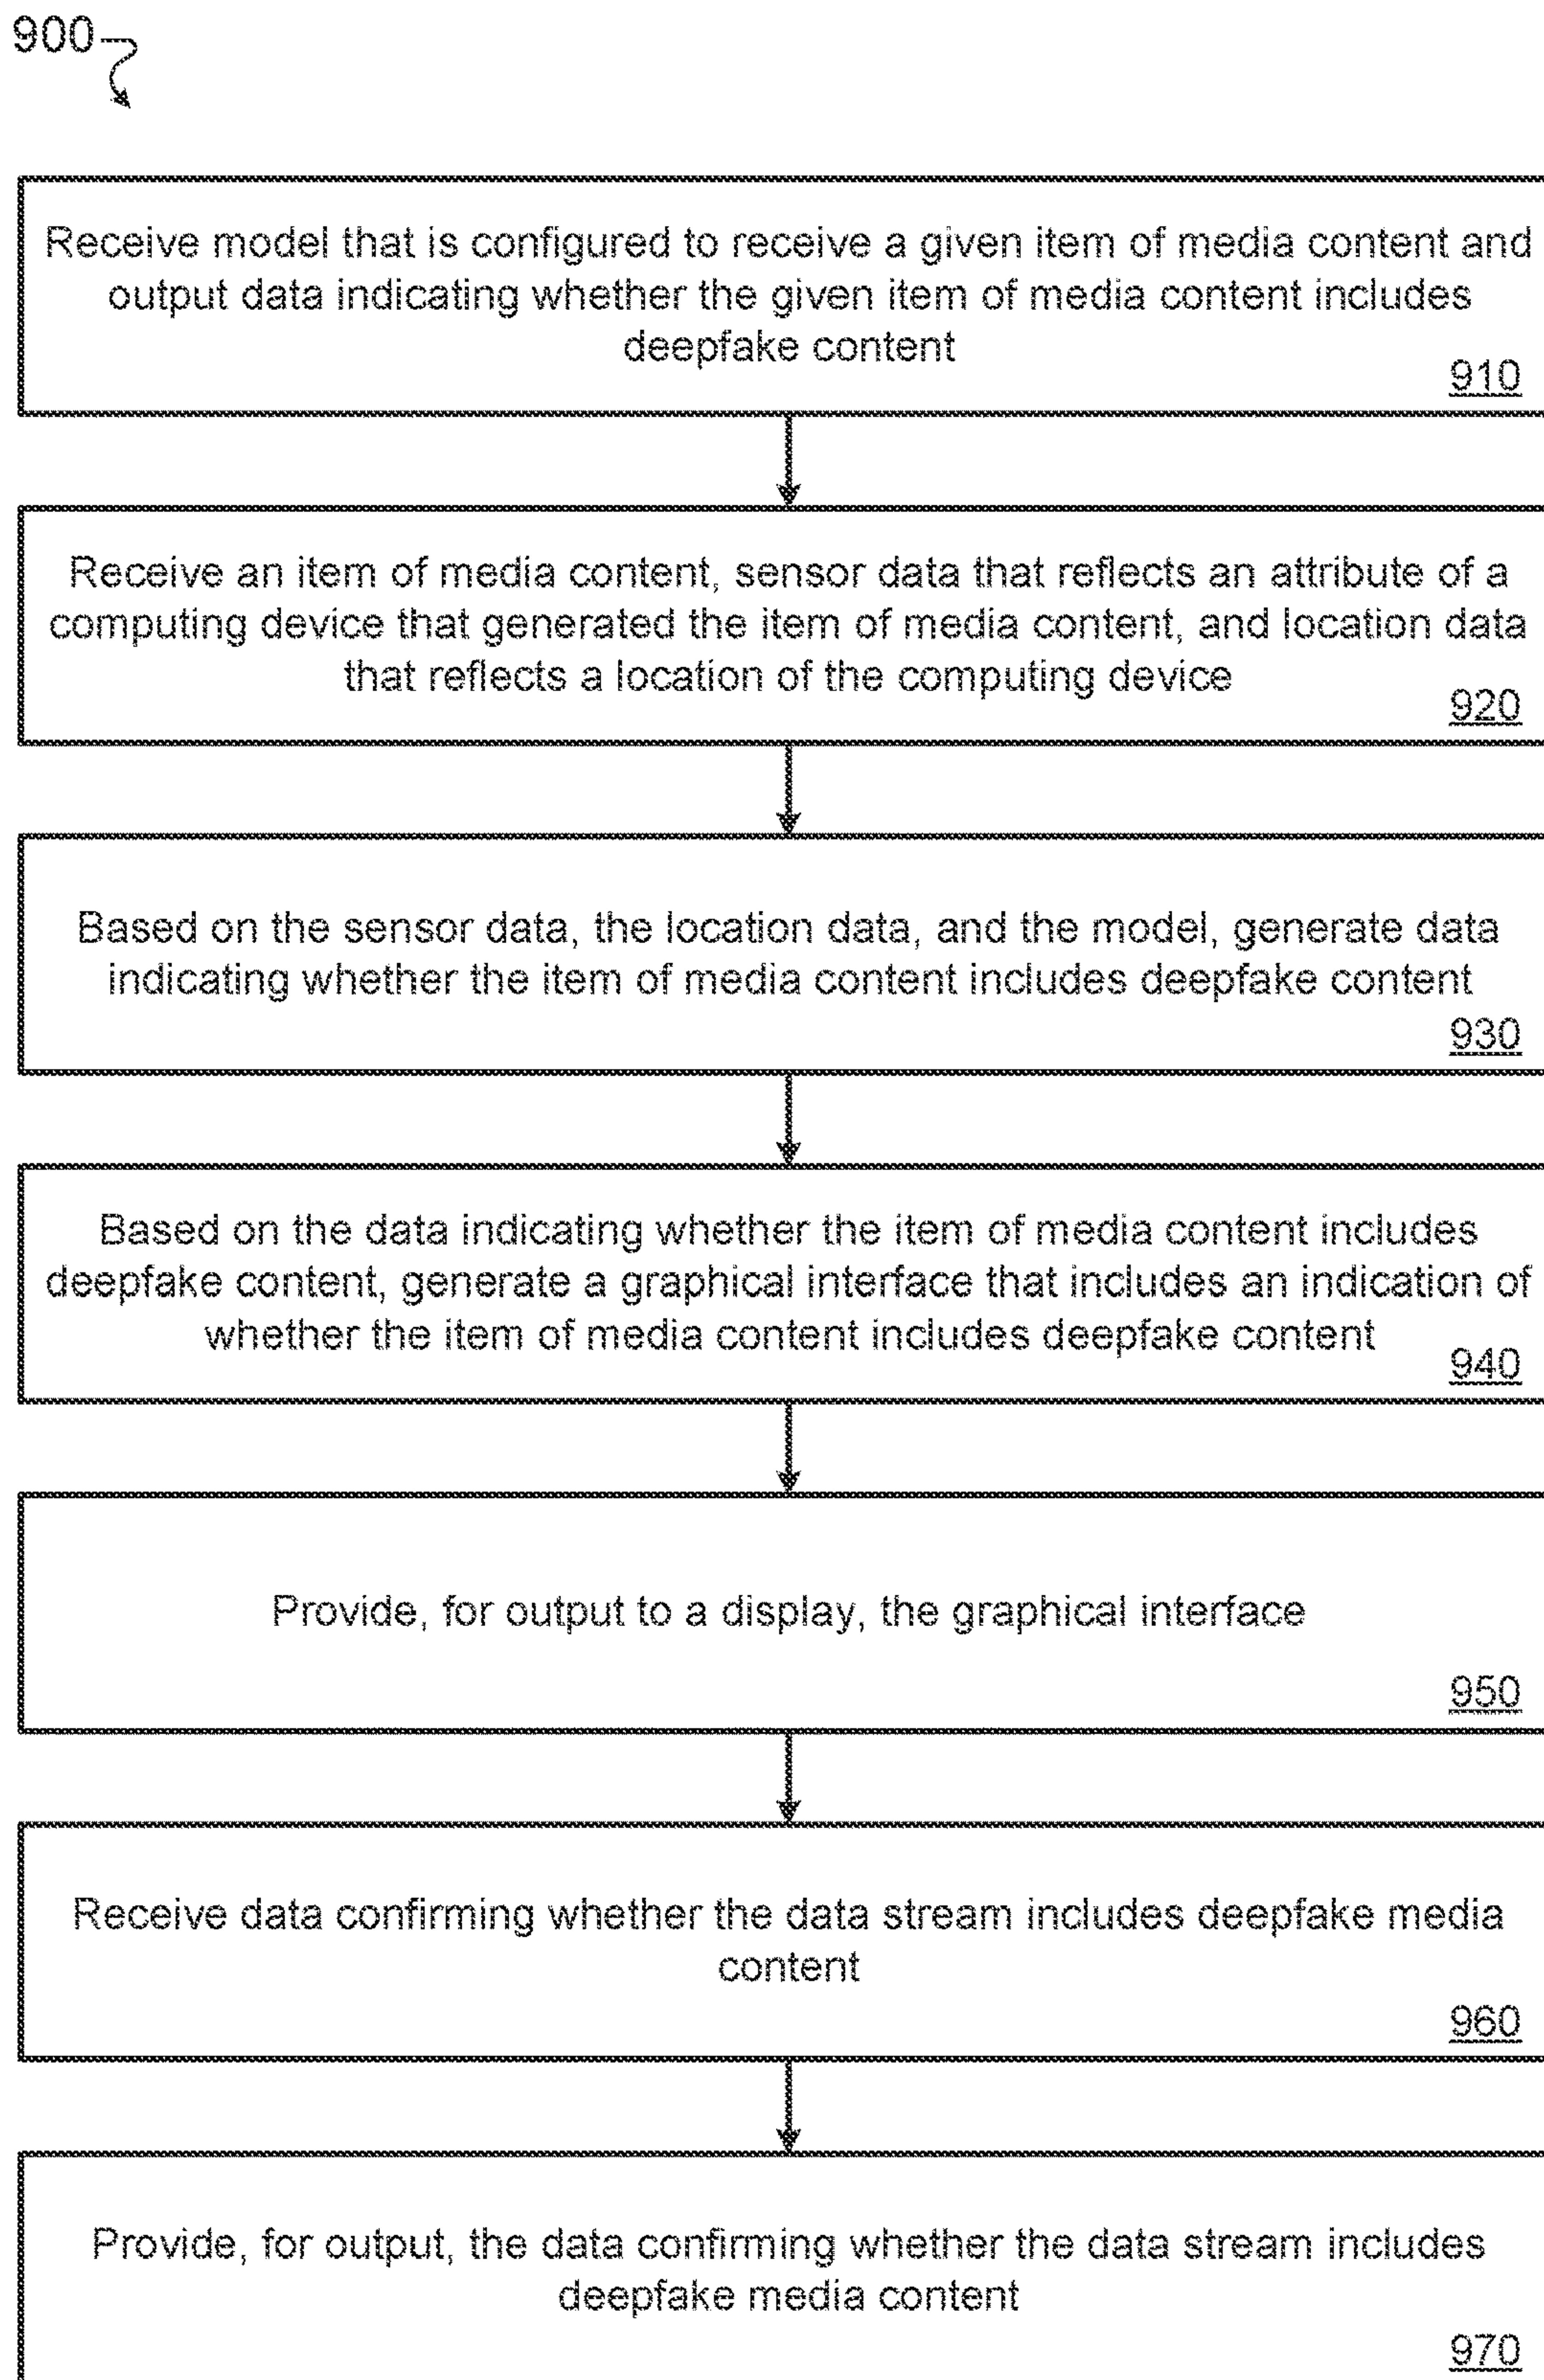 900
Receive model that is configured to receive a given item of media content and
output data indicating whether the given item of media content includes
deepfake content
910
Receive an item of media content, sensor data that reflects an attribute of a
computing device that generated the item of media content, and location data
that reflects a location of the computing device
920
Based on the sensor data, the location data, and the model, generate data
indicating whether the item of media content includes deepfake content
930
Based on the data indicating whether the item of media content includes
deepfake content, generate a graphical interface that includes an indication of
whether the item of media content includes deepfake content
940
Provide, for output to a display, the graphical interface
950
Receive data confirming whether the data stream includes deepfake media
content
960
Provide, for output, the data confirming whether the data stream includes
deepfake media content
970